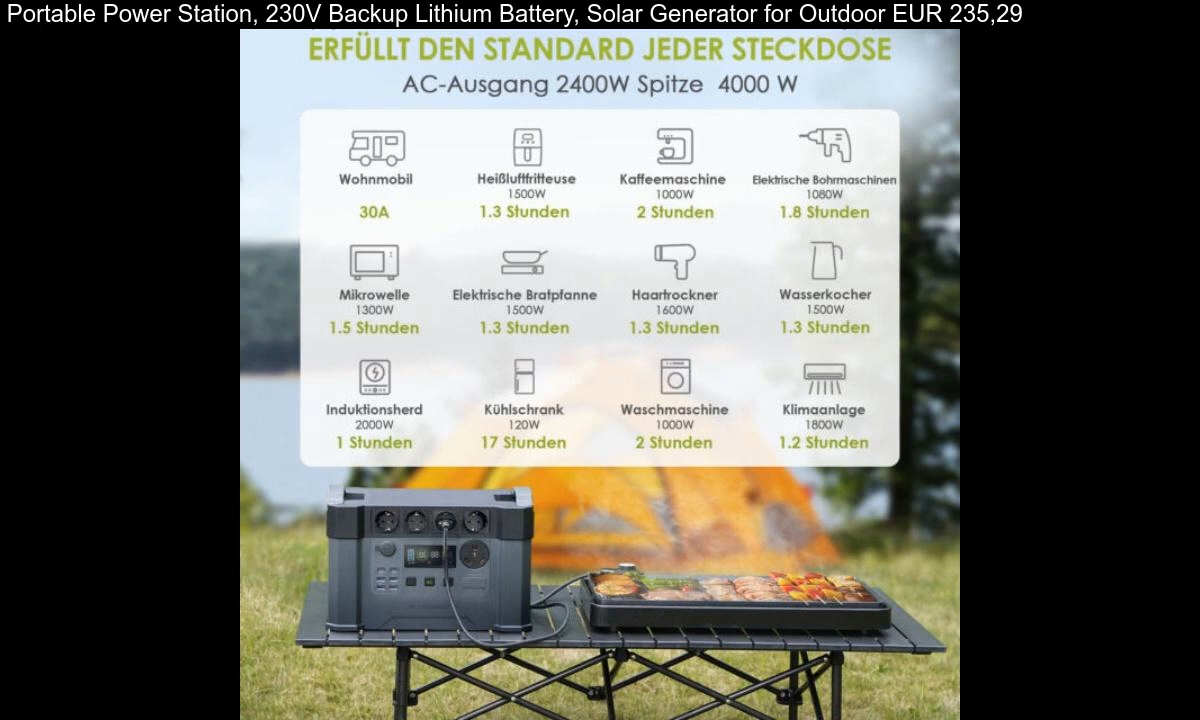 Portable Power Station, 230V Backup Lithium Battery, Solar Generator for Outdoor EUR 235,29
ERFÜLLT DEN STANDARD JEDER STECKDOSE
AC-Ausgang 2400W Spitze 4000 W
Wohnmobil
30A
Heißluftfritteuse
1500W
1.3 Stunden
Kaffeemaschine
1000W
2 Stunden
Elektrische Bohrmaschinen
1080W
1.8 Stunden
Mikrowelle
1300W
1.5 Stunden
Elektrische Bratpfanne
1500W
1.3 Stunden
Haartrockner
1600W
1.3 Stunden
Wasserkocher
1500W
1.3 Stunden
Induktionsherd
2000W
1 Stunden
Kühlschrank
120W
17 Stunden
Waschmaschine
1000W
2 Stunden
Klimaanlage
1800W
1.2 Stunden